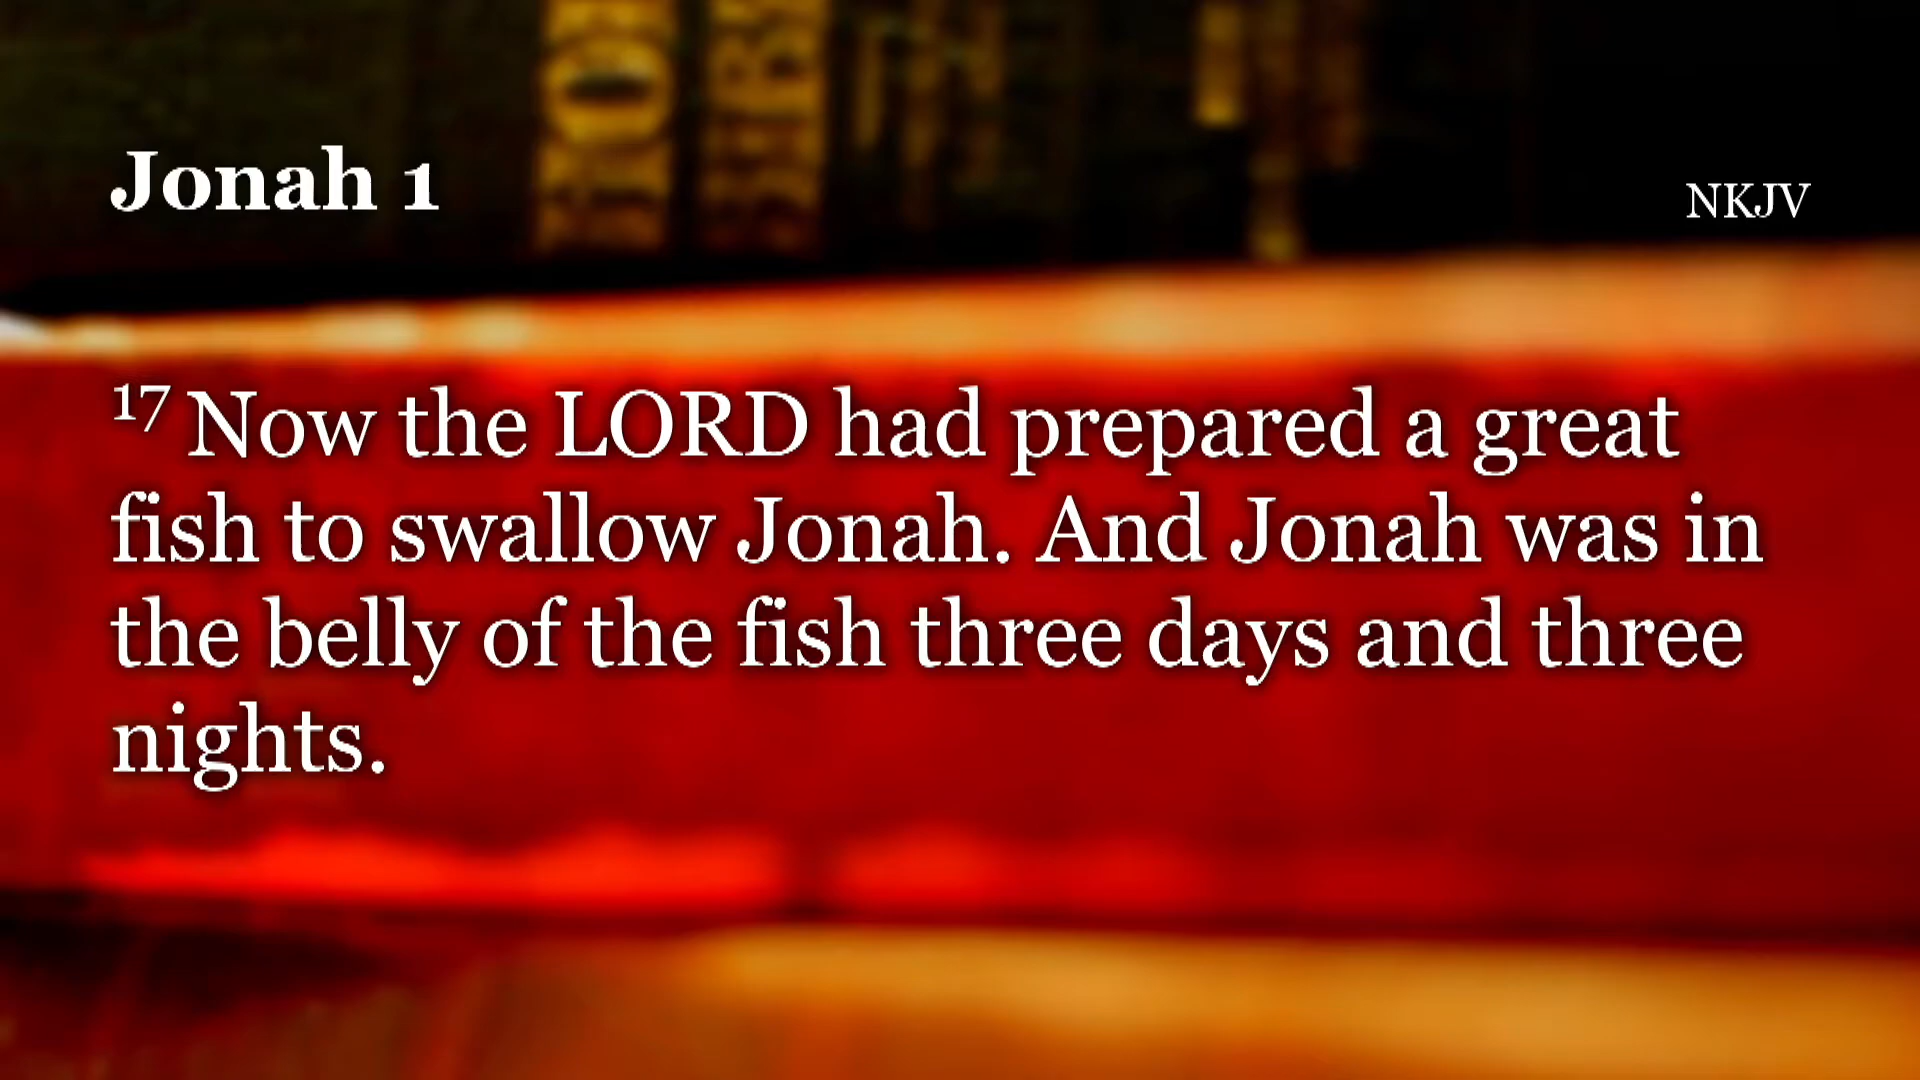 Jonah 1
NKJV
17 Now the LORD had prepared a great
fish to swallow Jonah. And Jonah was in
the belly of the fish three days and three
nights.